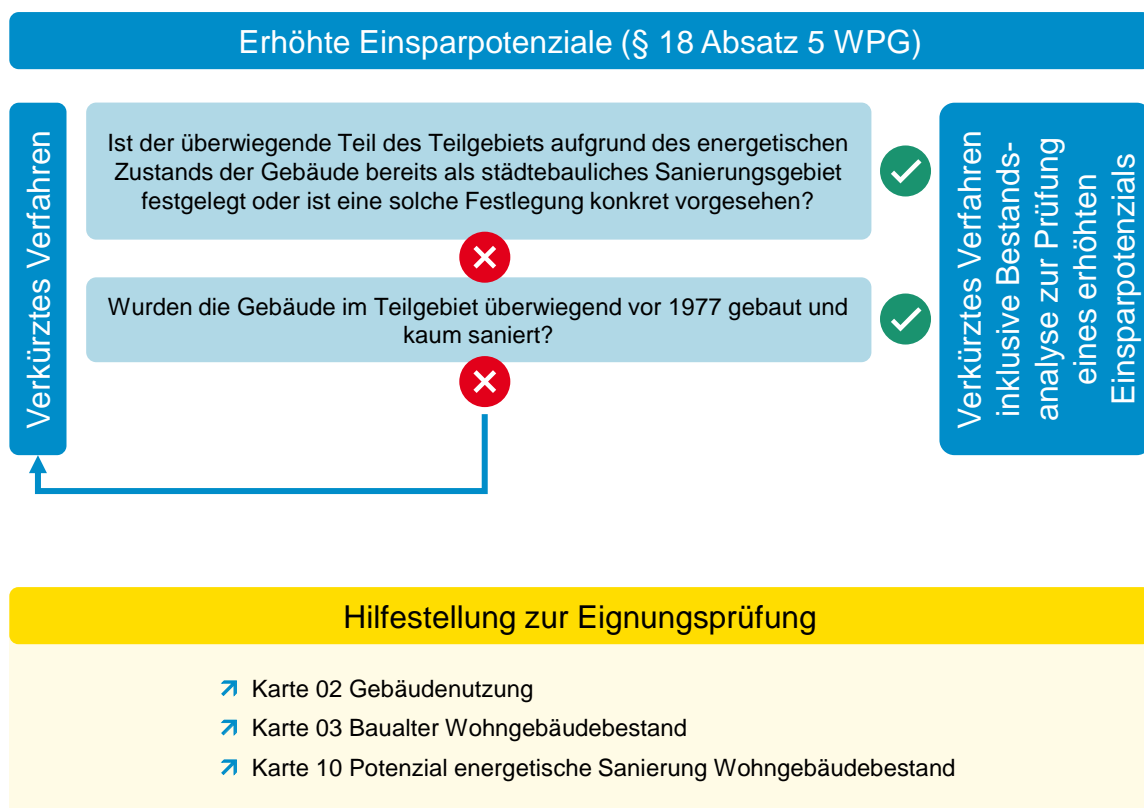 Erhöhte Einsparpotenziale (§ 18 Absatz 5 WPG)
Verkürztes Verfahren
Ist der überwiegende Teil des Teilgebiets aufgrund des energetischen
Zustands der Gebäude bereits als städtebauliches Sanierungsgebiet
festgelegt oder ist eine solche Festlegung konkret vorgesehen?
Wurden die Gebäude im Teilgebiet überwiegend vor 1977 gebaut und
kaum saniert?
Verkürztes Verfahren
inklusive Bestands-
analyse zur Prüfung
eines erhöhten
Einsparpotenzials
Hilfestellung zur Eignungsprüfung
Karte 02 Gebäudenutzung
Karte 03 Baualter Wohngebäudebestand
Karte 10 Potenzial energetische Sanierung Wohngebäudebestand